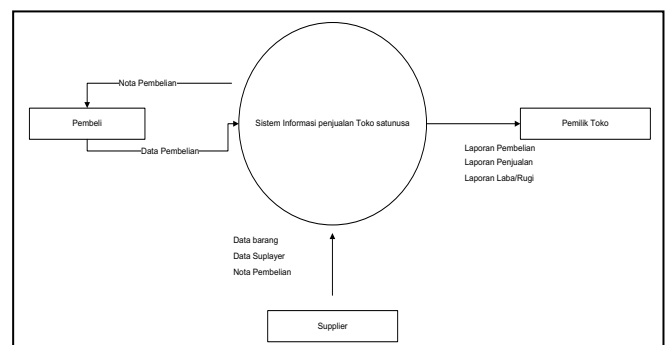 Nota Pembelian
Pembeli
Sistem Informasi penjualan Toko satunusa
Pemilik Toko
Data Pembelian
Laporan Pembelian
Laporan Penjualan
Laporan Laba/Rugi
Data barang
Data Suplayer
Nota Pembelian
Supplier